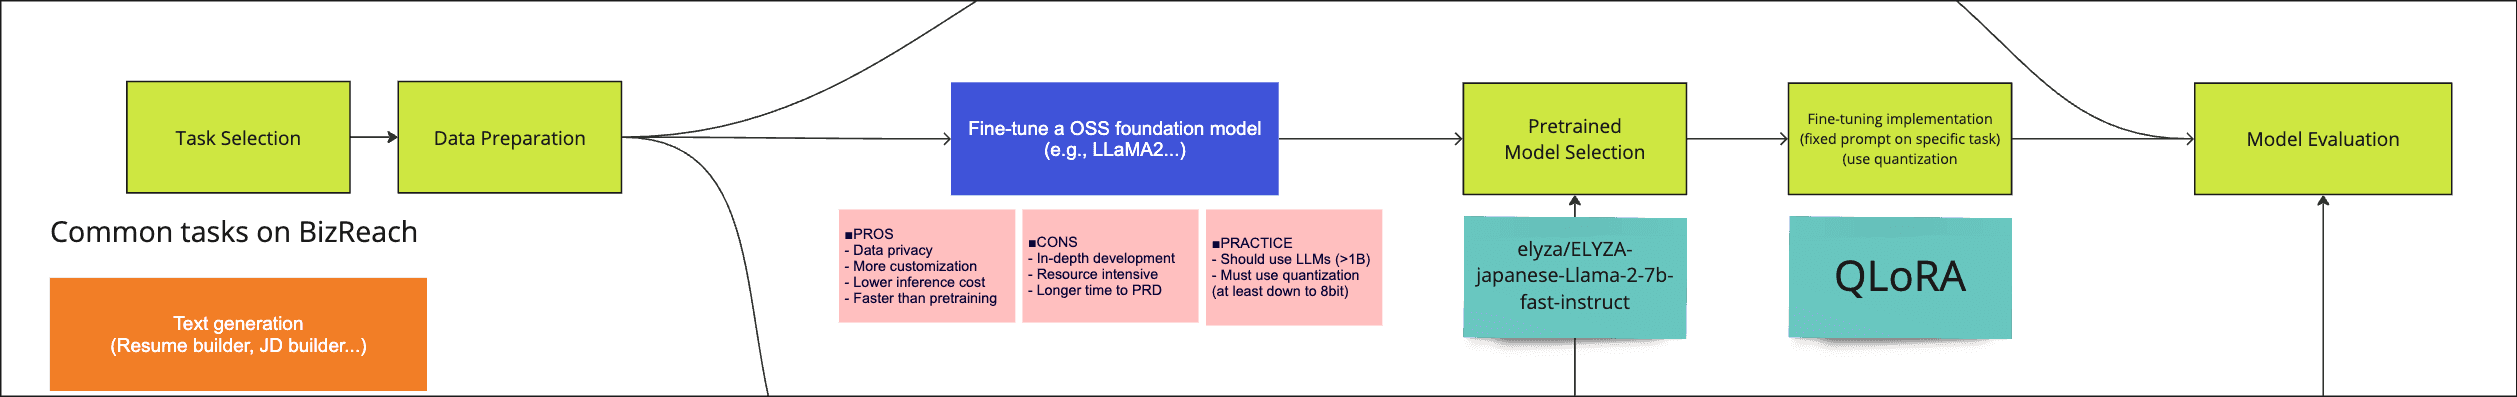 Task Selection
Data Preparation
Fine-tune a OSS foundation model
(e.g., LLaMA2...)
Pretrained
Model Selection
Fine-tuning implementation
(fixed prompt on specific task)
(use quantization
Model Evaluation
Common tasks on BizReach
Text generation
(Resume builder, JD builder...)
■PROS
- Data privacy
- More customization
- Lower inference cost
- Faster than pretraining
■CONS
- In-depth development
- Resource intensive
- Longer time to PRD
■PRACTICE
- Should use LLMs (>1B)
- Must use quantization
(at least down to 8bit)
elyza/ELYZA-
japanese-Llama-2-7b-
fast-instruct
QLoRA